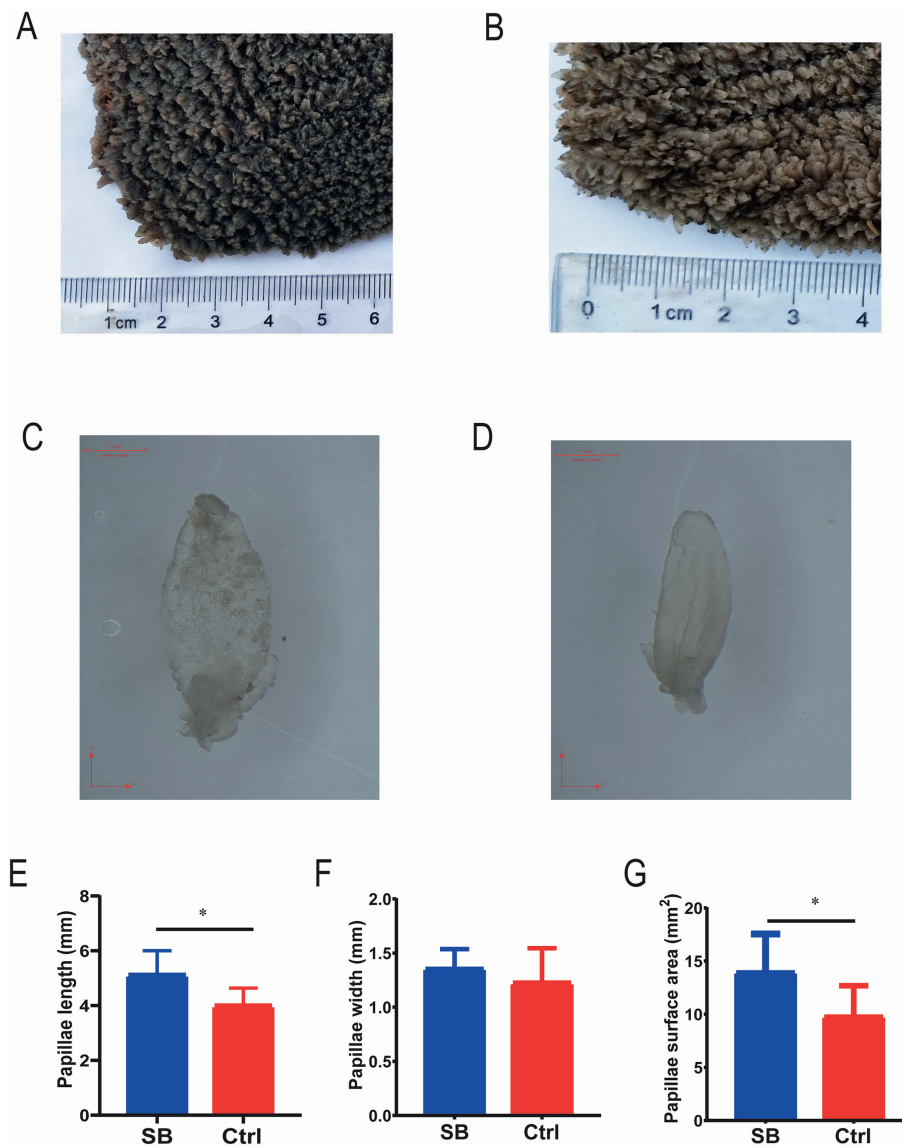 A
B
1 cm 2 3 4 5 6
0 1 cm 2 3 4
C
D
E
F
G
Papillae length (mm)
8
6
4
2
0
*
SB Ctrl
Papillae width (mm)
2.0
1.5
1.0
0.5
0.0
SB Ctrl
Papillae surface area (mm²)
20
15
10
5
0
*
SB Ctrl